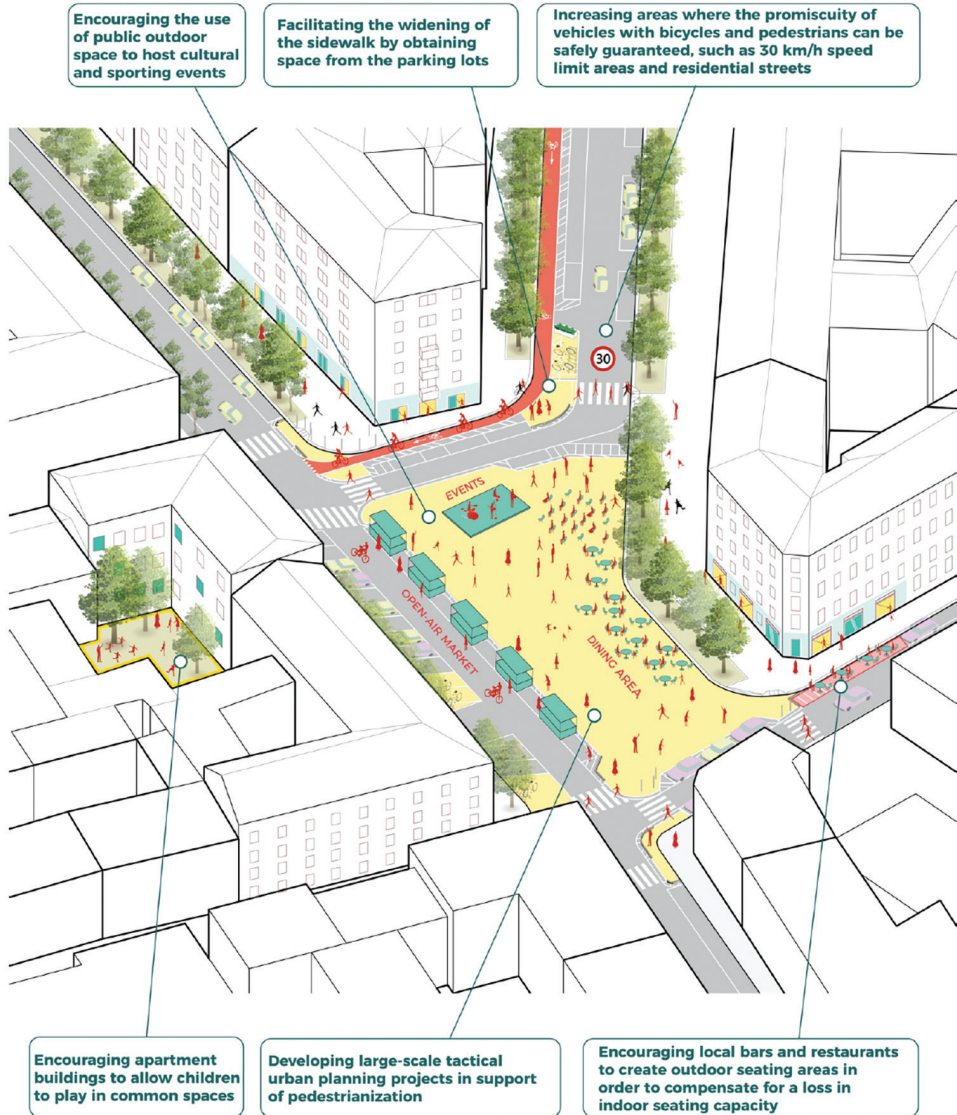 Encouraging the use
of public outdoor
space to host cultural
and sporting events
Facilitating the widening of
the sidewalk by obtaining
space from the parking lots
Increasing areas where the promiscuity of
vehicles with bicycles and pedestrians can be
safely guaranteed, such as 30 km/h speed
limit areas and residential streets
30
EVENTS
OPEN-AIR MARKET
DINING AREA
Encouraging apartment
buildings to allow children
to play in common spaces
Developing large-scale tactical
urban planning projects in support
of pedestrianization
Encouraging local bars and restaurants
to create outdoor seating areas in
order to compensate for a loss in
indoor seating capacity